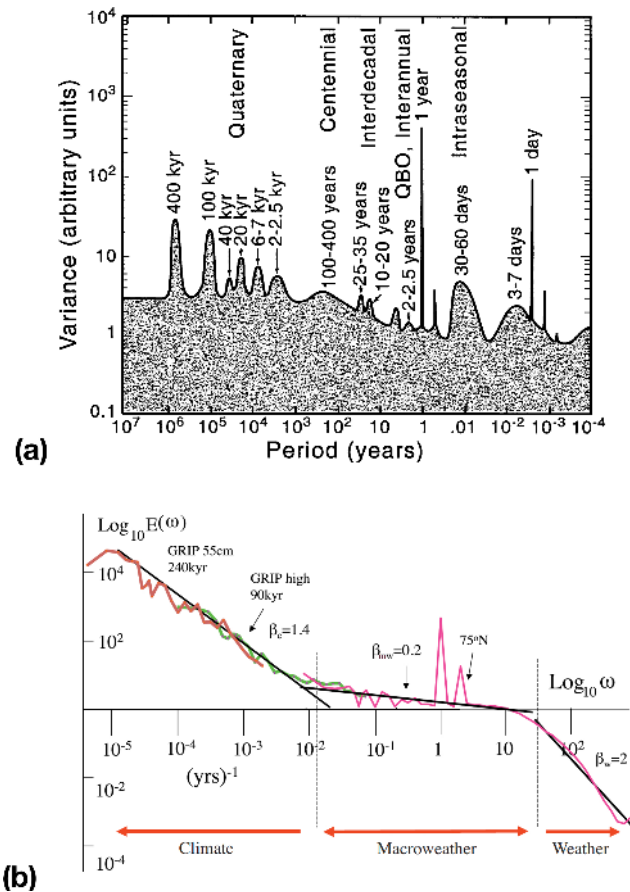 (a)
Variance (arbitrary units)
10⁴
10³
10²
10
1
0.1
Quaternary
Centennial
Interdecadal
QBO, Interannual
Intraseasonal
400 kyr
100 kyr
40 kyr
20 kyr
6-7 kyr
2-2.5 kyr
100-400 years
25-35 years
10-20 years
2-2.5 years
1 year
30-60 days
3-7 days
1 day
10⁷ 10⁶ 10⁵ 10⁴ 10³ 10² 10 1 .01 10⁻² 10⁻³ 10⁻⁴
Period (years)
(b)
Log₁₀E(ω)
GRIP 55cm
240kyr
GRIP high
90kyr
βc=1.4
βmw=0.2
75°N
Log₁₀ ω
βw=2
10⁴
10²
10⁻²
10⁻⁴
10⁻⁵ 10⁻⁴ 10⁻³ 10⁻² 10⁻¹ 1 10 10²
(yrs)⁻¹
Climate Macroweather Weather